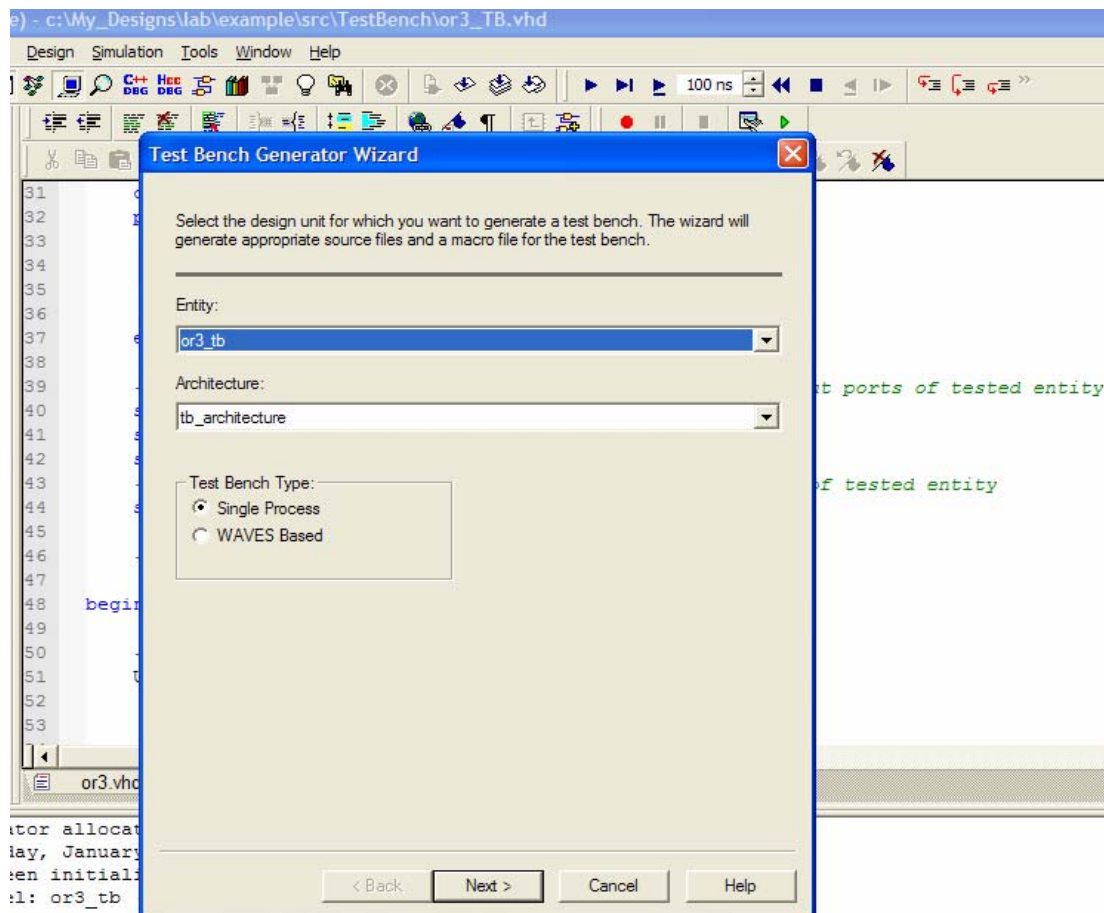 e) - c:\My_Designs\lab\example\src\TestBench\or3_TB.vhd
Design Simulation Tools Window Help
C++ DBG HCC DBG 100 ns
Test Bench Generator Wizard
31
32
33
34
35
36
37
38
39 t ports of tested entity
40
41
42
43 of tested entity
44
45
46
47
48 begin
49
50
51
52
53
Select the design unit for which you want to generate a test bench. The wizard will
generate appropriate source files and a macro file for the test bench.
Entity:
or3_tb
Architecture:
tb_architecture
Test Bench Type:
Single Process
WAVES Based
or3.vhd
ator allocat
day, January
een initiali
el: or3_tb
< Back Next > Cancel Help